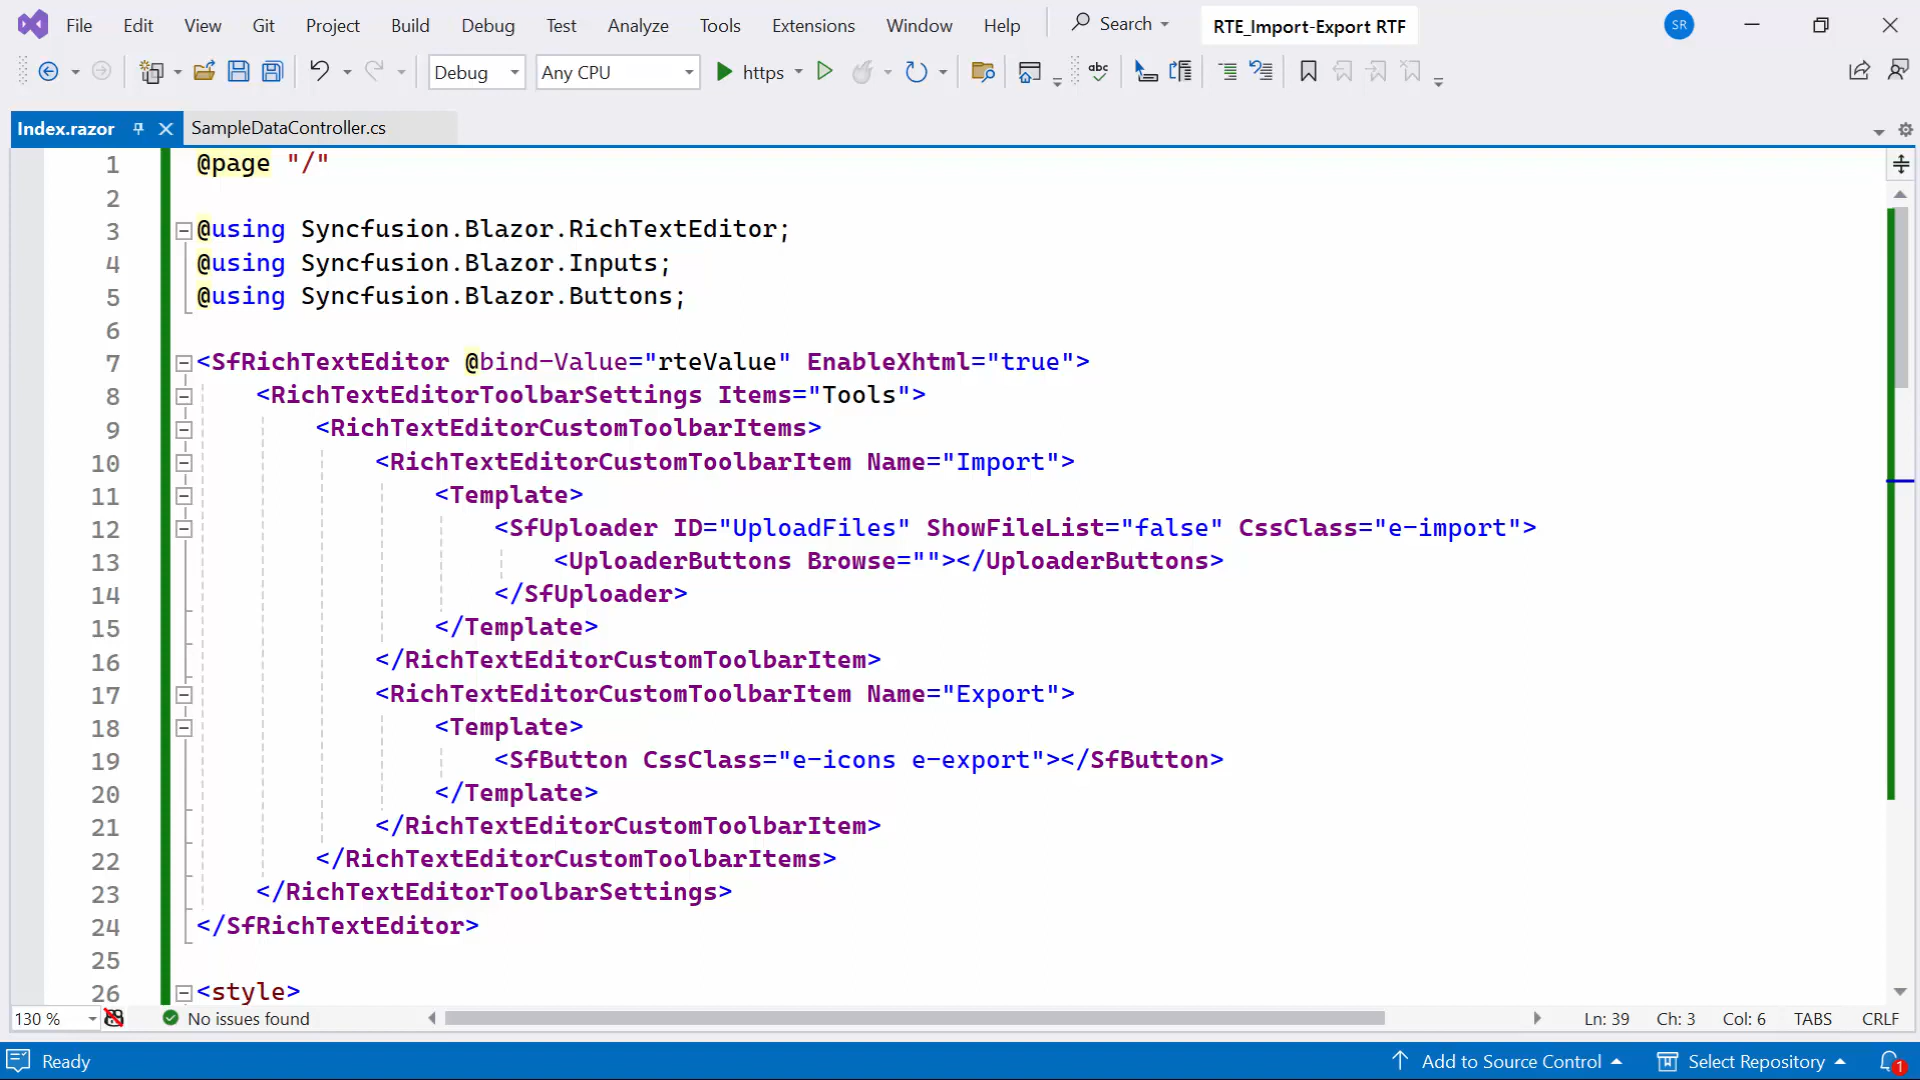 File Edit View Git Project Build Debug Test Analyze Tools Extensions Window Help Search RTE_Import-Export RTF SR
Debug Any CPU https abc
Index.razor SampleDataController.cs
1 @page "/"
2
3 @using Syncfusion.Blazor.RichTextEditor;
4 @using Syncfusion.Blazor.Inputs;
5 @using Syncfusion.Blazor.Buttons;
6
7 <SfRichTextEditor @bind-Value="rteValue" EnableXhtml="true">
8 <RichTextEditorToolbarSettings Items="Tools">
9 <RichTextEditorCustomToolbarItems>
10 <RichTextEditorCustomToolbarItem Name="Import">
11 <Template>
12 <SfUploader ID="UploadFiles" ShowFileList="false" CssClass="e-import">
13 <UploaderButtons Browse=""></UploaderButtons>
14 </SfUploader>
15 </Template>
16 </RichTextEditorCustomToolbarItem>
17 <RichTextEditorCustomToolbarItem Name="Export">
18 <Template>
19 <SfButton CssClass="e-icons e-export"></SfButton>
20 </Template>
21 </RichTextEditorCustomToolbarItem>
22 </RichTextEditorCustomToolbarItems>
23 </RichTextEditorToolbarSettings>
24 </SfRichTextEditor>
25
26 <style>
130 % No issues found Ln: 39 Ch: 3 Col: 6 TABS CRLF
Ready Add to Source Control Select Repository 1